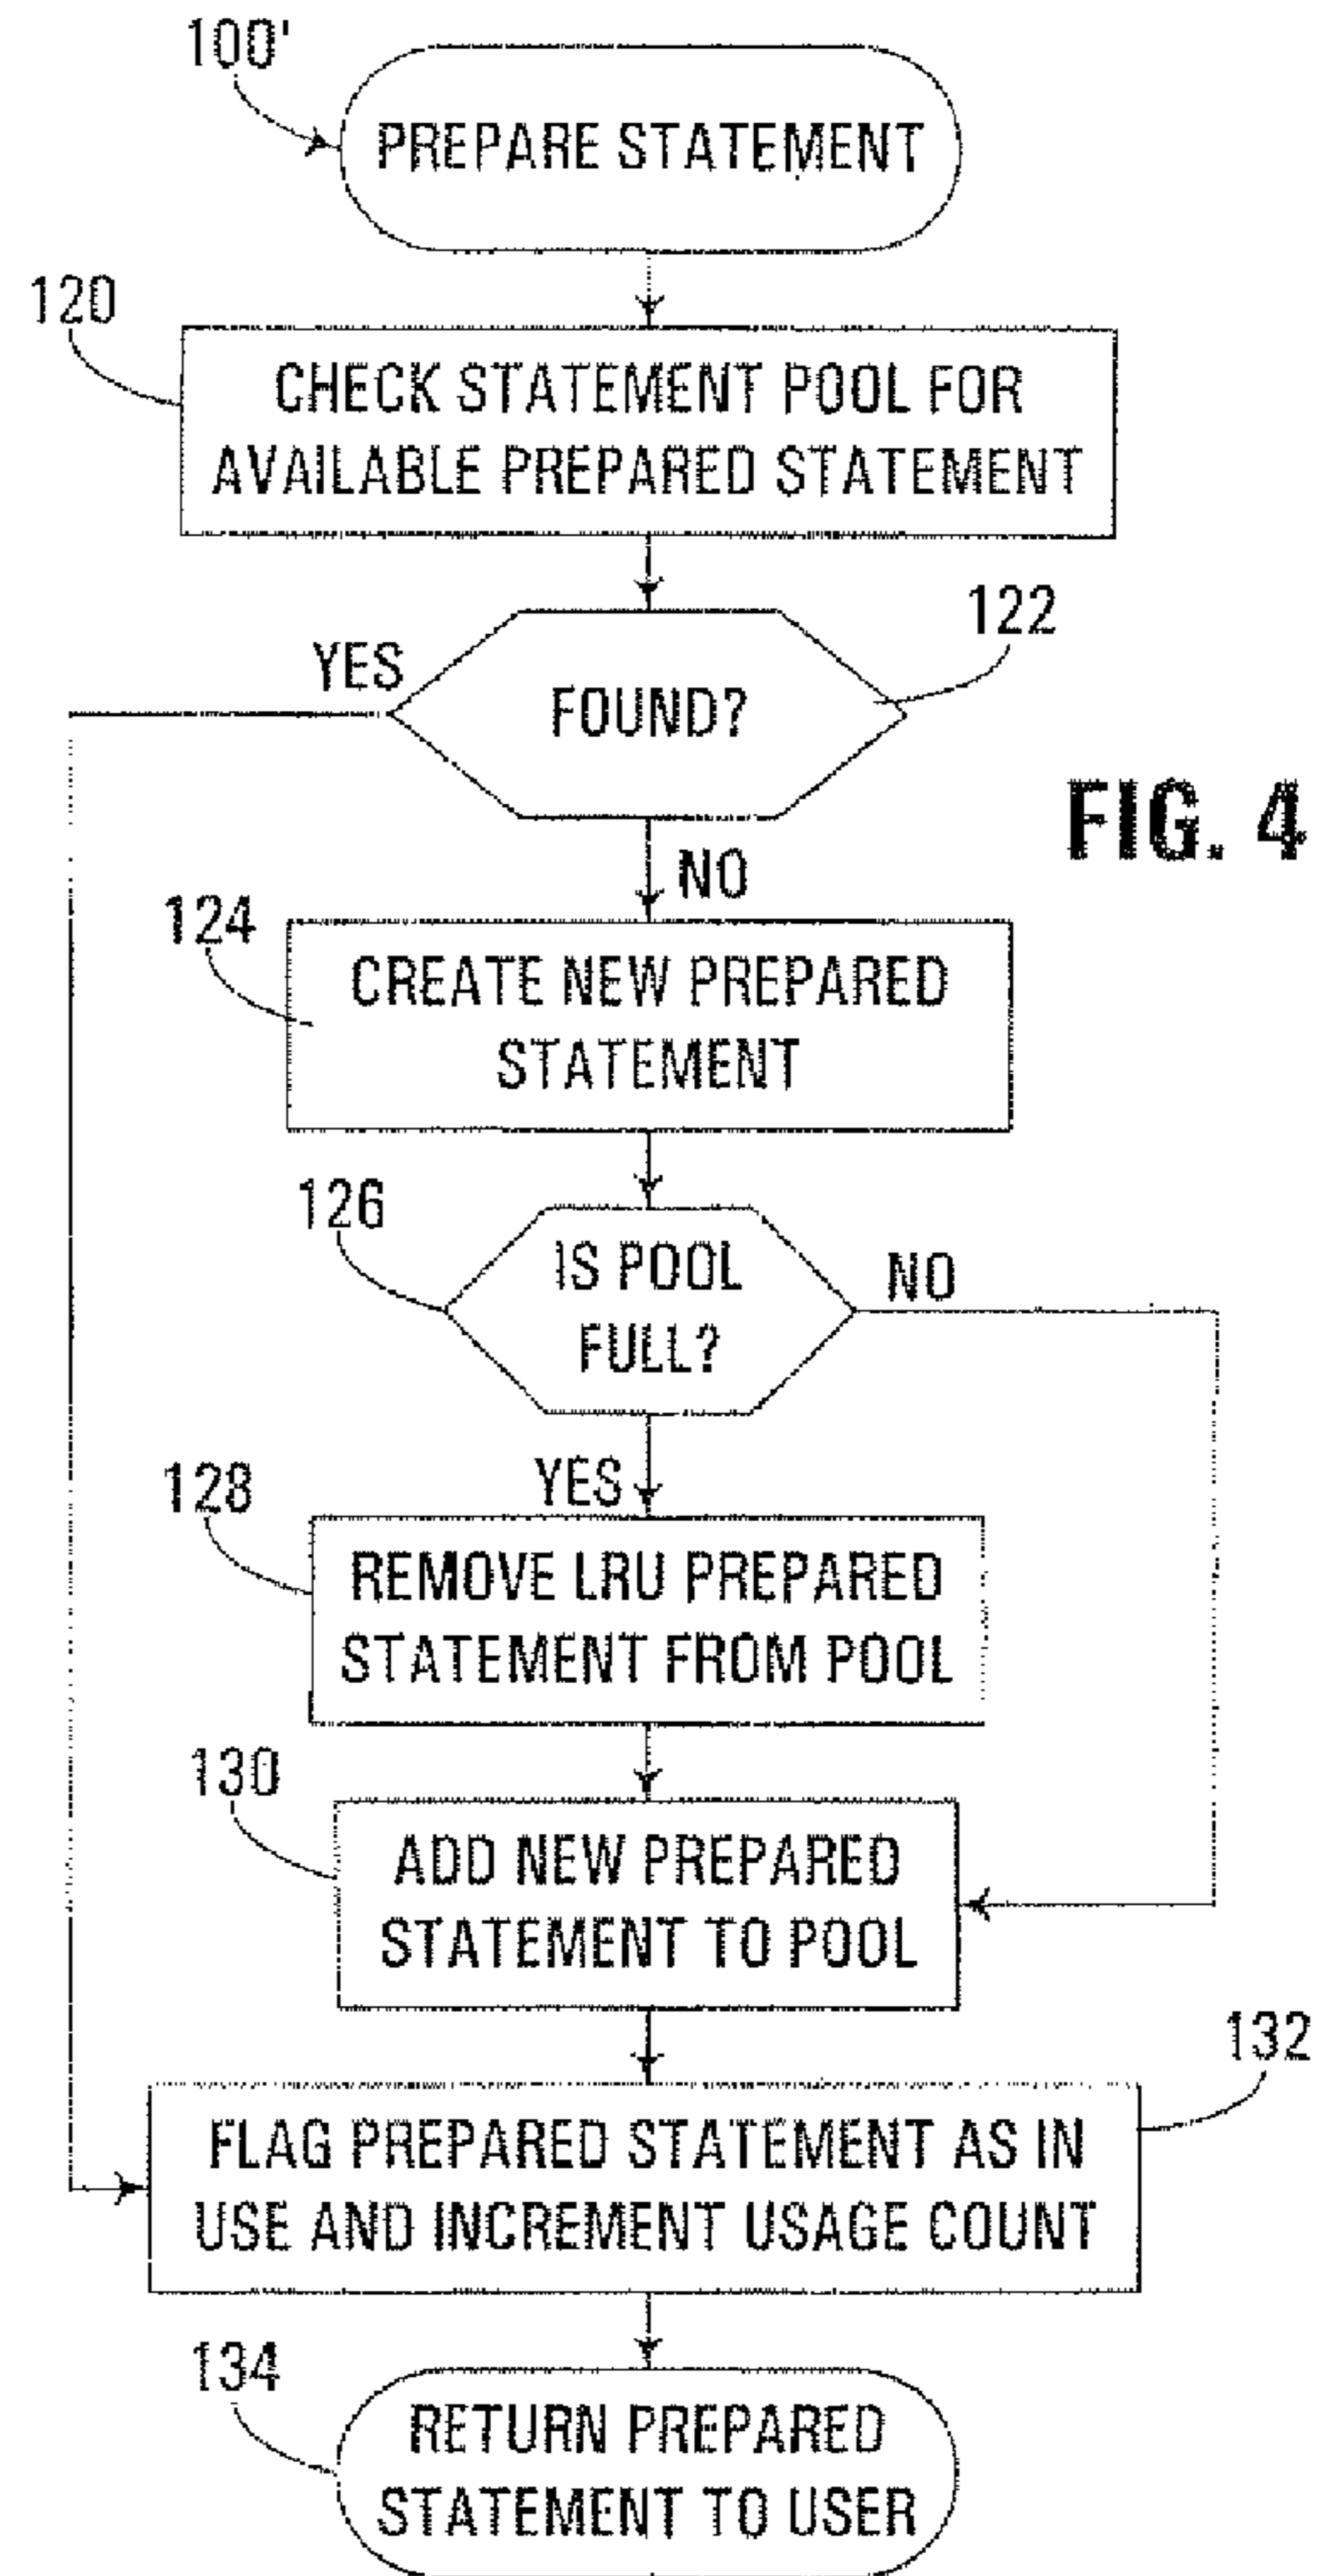 100'
PREPARE STATEMENT
120
CHECK STATEMENT POOL FOR
AVAILABLE PREPARED STATEMENT
122
YES
FOUND?
FIG. 4
NO
124
CREATE NEW PREPARED
STATEMENT
126
IS POOL
FULL?
NO
YES
128
REMOVE LRU PREPARED
STATEMENT FROM POOL
130
ADD NEW PREPARED
STATEMENT TO POOL
132
FLAG PREPARED STATEMENT AS IN
USE AND INCREMENT USAGE COUNT
134
RETURN PREPARED
STATEMENT TO USER